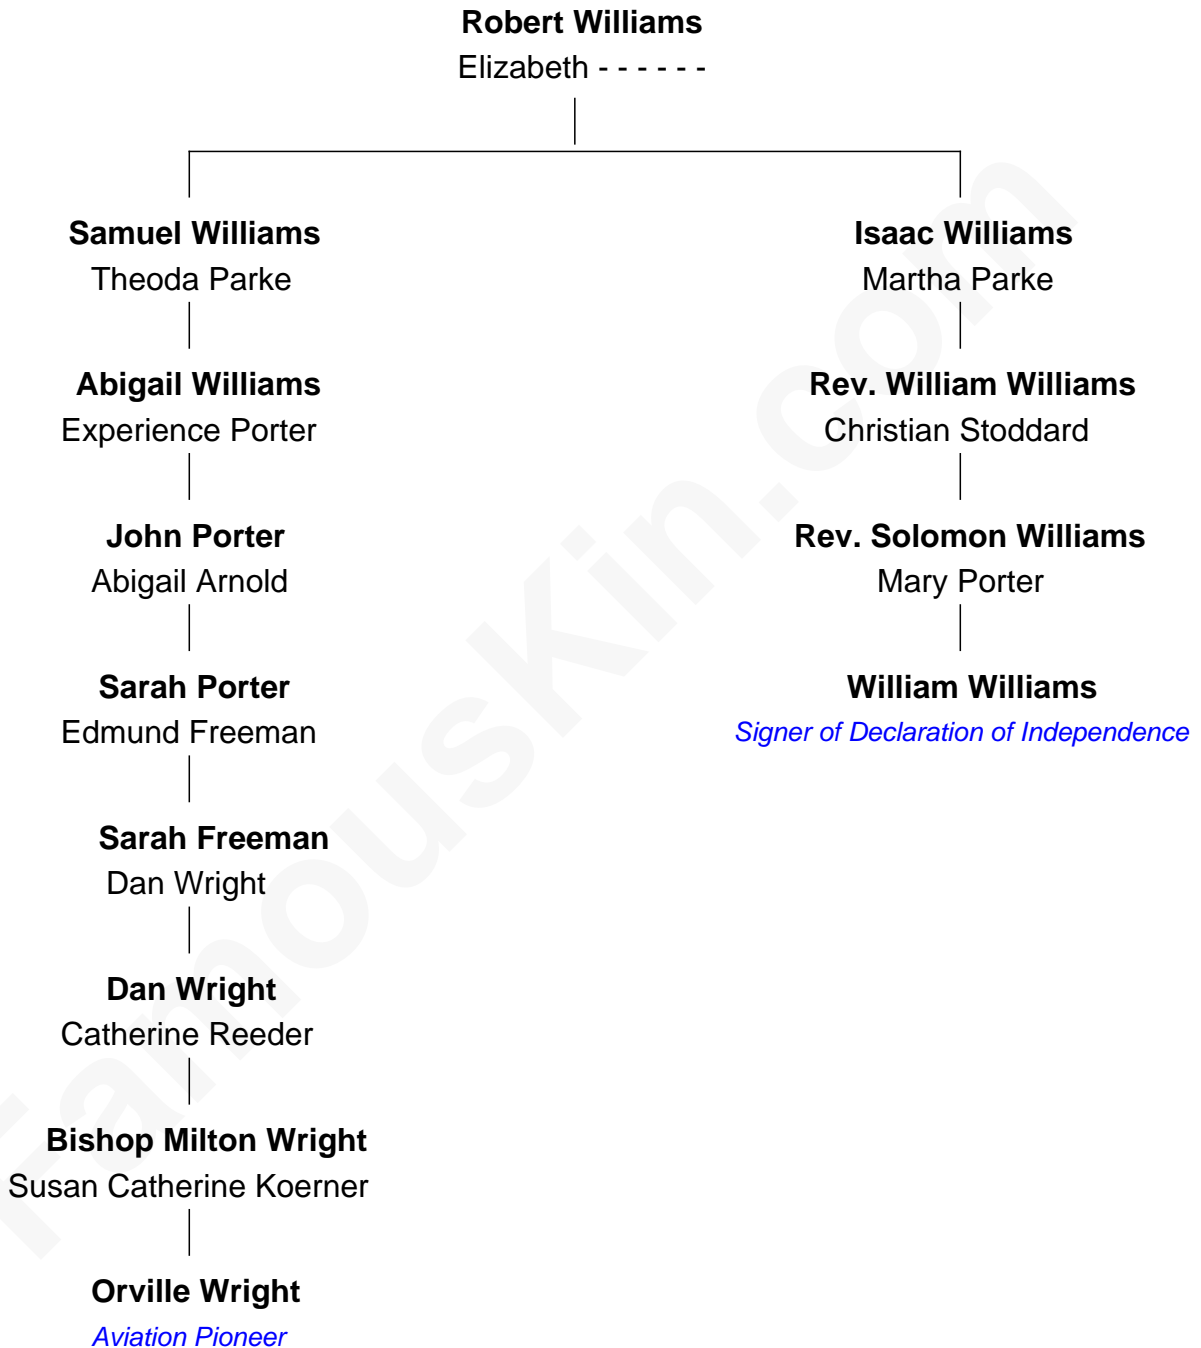 Robert Williams
Elizabeth - - - - - -
Samuel Williams
Theoda Parke
Isaac Williams
Martha Parke
Abigail Williams
Experience Porter
Rev. William Williams
Christian Stoddard
John Porter
Abigail Arnold
Rev. Solomon Williams
Mary Porter
Sarah Porter
Edmund Freeman
William Williams
Signer of Declaration of Independence
Sarah Freeman
Dan Wright
Dan Wright
Catherine Reeder
Bishop Milton Wright
Susan Catherine Koerner
Orville Wright
Aviation Pioneer
FamousKin.com